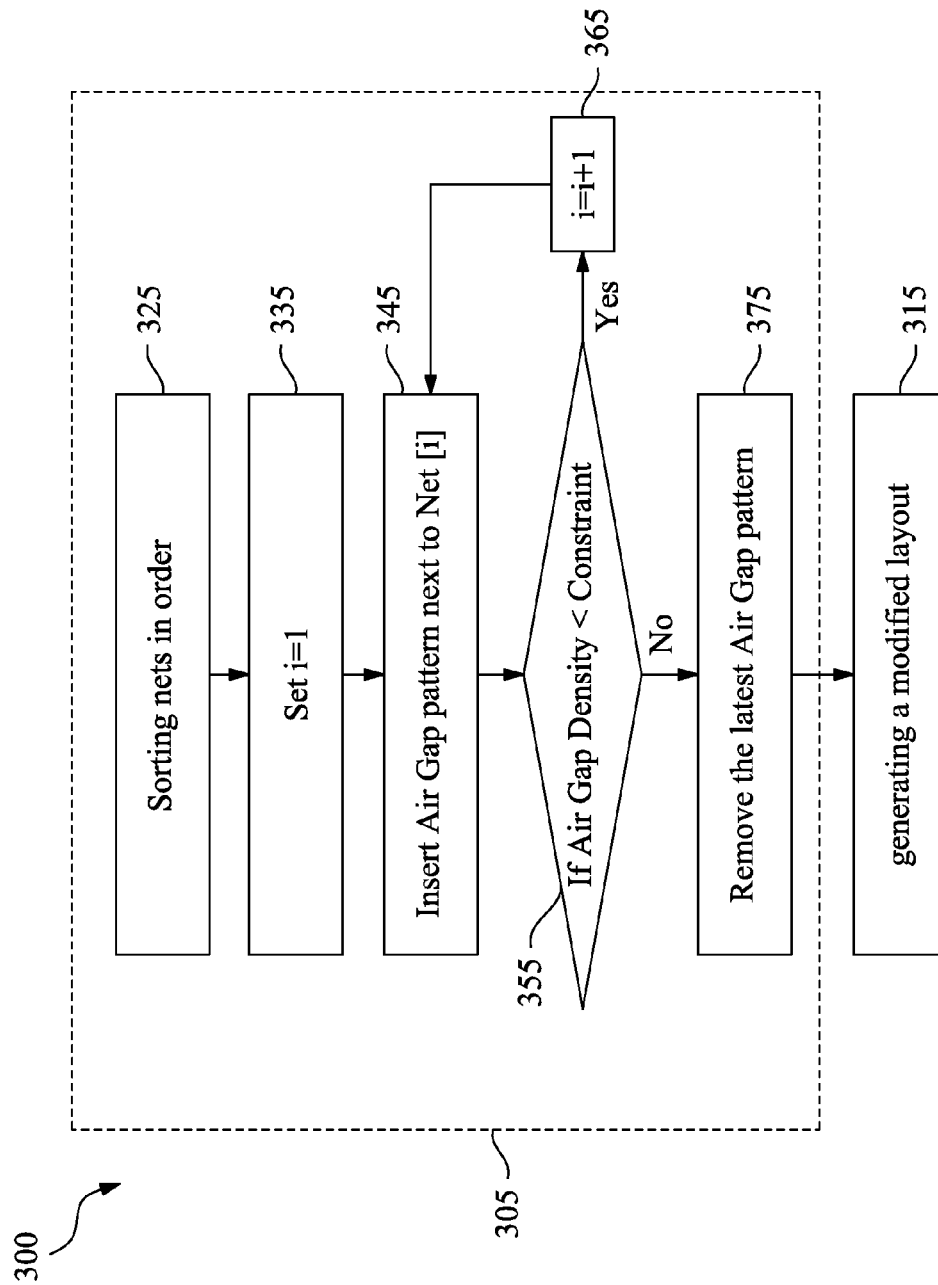 300
305
Sorting nets in order
325
Set i=1
335
Insert Air Gap pattern next to Net [i]
345
If Air Gap Density < Constraint
355
Yes
i=i+1
365
No
Remove the latest Air Gap pattern
375
generating a modified layout
315